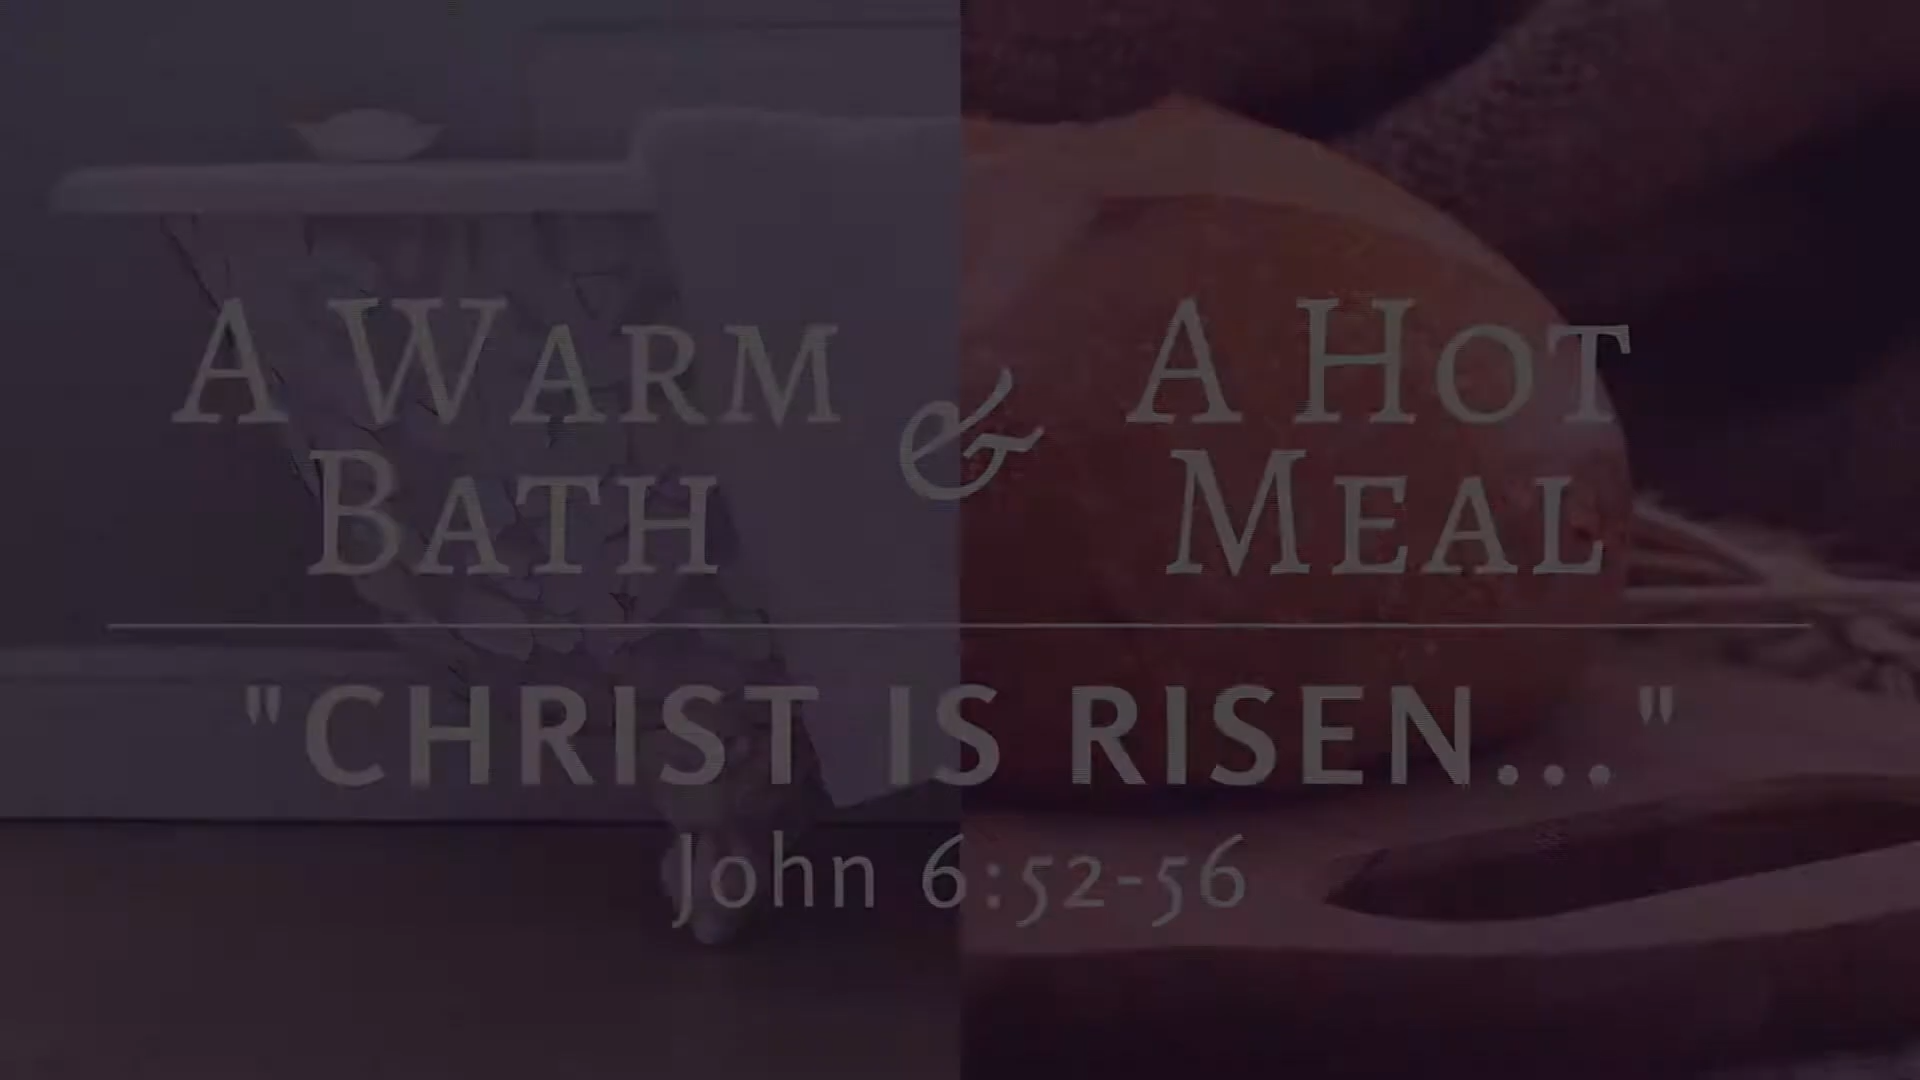 A WARM BATH & A HOT MEAL
"CHRIST IS RISEN... "
John 6:52-56